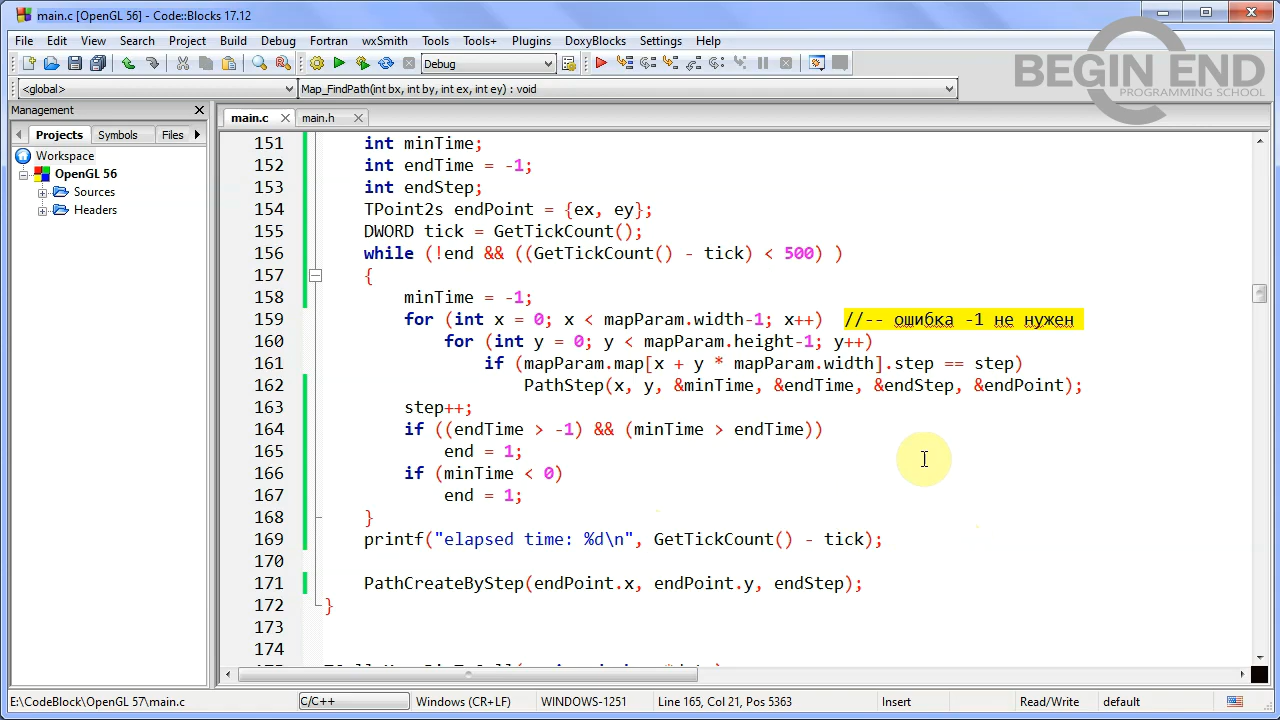 main.c [OpenGL 56] - Code::Blocks 17.12
File Edit View Search Project Build Debug Fortran wxSmith Tools Tools+ Plugins DoxyBlocks Settings Help
BEGIN END
PROGRAMMING SCHOOL
Debug
<global> Map_FindPath(int bx, int by, int ex, int ey) : void
Management
main.c main.h
Projects Symbols Files
Workspace
OpenGL 56
Sources
Headers
151 int minTime;
152 int endTime = -1;
153 int endStep;
154 TPoint2s endPoint = {ex, ey};
155 DWORD tick = GetTickCount();
156 while (!end && ((GetTickCount() - tick) < 500) )
157 {
158 minTime = -1;
159 for (int x = 0; x < mapParam.width-1; x++) //-- ошибка -1 не нужен
160 for (int y = 0; y < mapParam.height-1; y++)
161 if (mapParam.map[x + y * mapParam.width].step == step)
162 PathStep(x, y, &minTime, &endTime, &endStep, &endPoint);
163 step++;
164 if ((endTime > -1) && (minTime > endTime))
165 end = 1;
166 if (minTime < 0)
167 end = 1;
168 }
169 printf("elapsed time: %d\n", GetTickCount() - tick);
170
171 PathCreateByStep(endPoint.x, endPoint.y, endStep);
172 }
173
174
E:\CodeBlock\OpenGL 57\main.c C/C++ Windows (CR+LF) WINDOWS-1251 Line 165, Col 21, Pos 5363 Insert Read/Write default